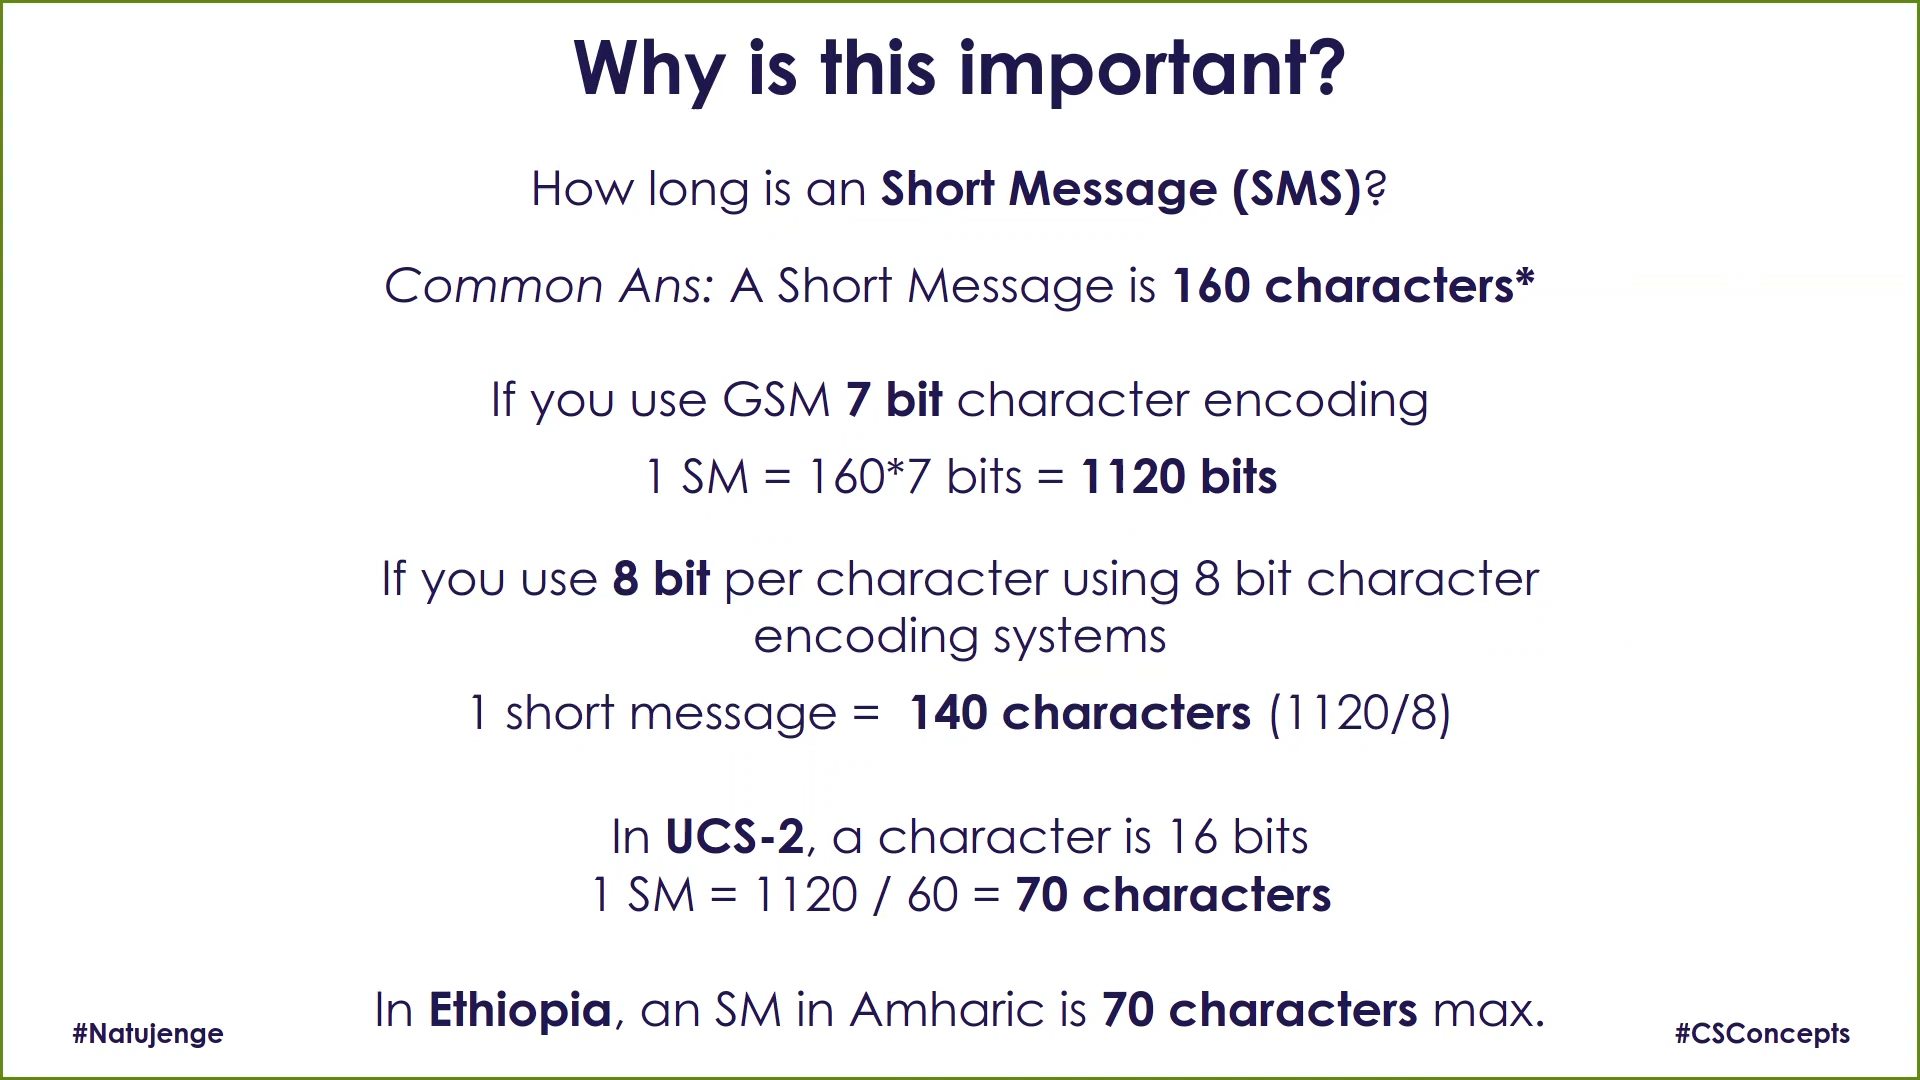 Why is this important?
How long is an Short Message (SMS)?
Common Ans: A Short Message is 160 characters*
If you use GSM 7 bit character encoding
1 SM = 160*7 bits = 1120 bits
If you use 8 bit per character using 8 bit character
encoding systems
1 short message = 140 characters (1120/8)
In UCS-2, a character is 16 bits
1 SM = 1120 / 60 = 70 characters
In Ethiopia, an SM in Amharic is 70 characters max.
#Natujenge
#CSConcepts